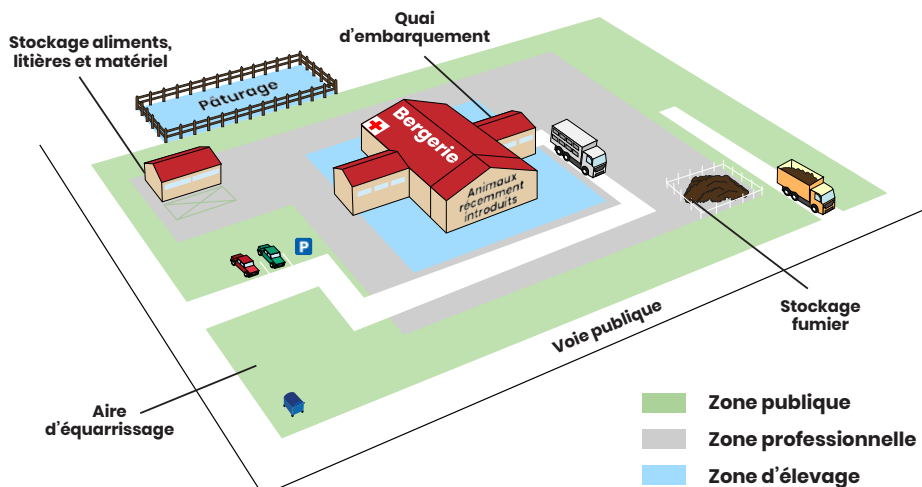 Quai
d'embarquement
Stockage aliments,
litières et matériel
Pâturage
Bergerie
Animaux
récemment
introduits
P
Stockage
fumier
Voie publique
Aire
d'équarrissage
Zone publique
Zone professionnelle
Zone d'élevage